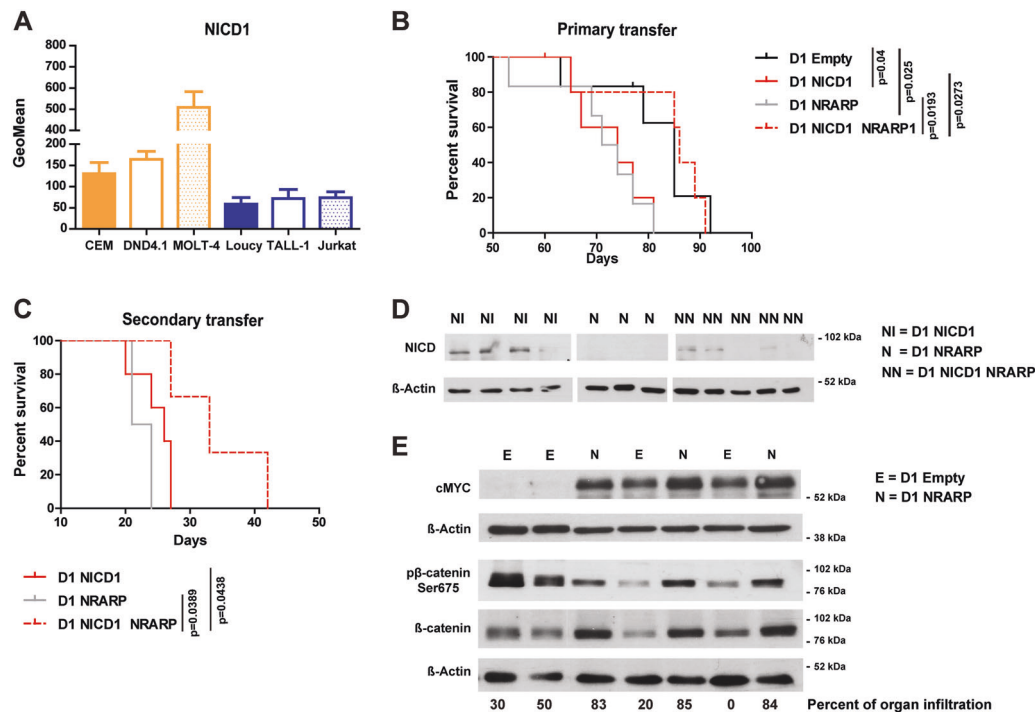 A
NICD1
GeoMean
800
700
600
500
400
300
200
150
100
50
0
CEM DND4.1 MOLT-4 Loucy TALL-1 Jurkat
B
Primary transfer
Percent survival
100
80
60
40
20
0
50 60 70 80 90 100
Days
D1 Empty
D1 NICD1
D1 NRARP
D1 NICD1 NRARP1
p=0.04
p=0.025
p=0.0193
p=0.0273
C
Secondary transfer
Percent survival
100
80
60
40
20
0
10 20 30 40 50
Days
D1 NICD1
D1 NRARP
D1 NICD1 NRARP
p=0.0389
p=0.0438
D
NI NI NI NI N N N NN NN NN NN NN
NICD
- 102 kDa
ß-Actin
- 52 kDa
NI = D1 NICD1
N = D1 NRARP
NN = D1 NICD1 NRARP
E
E E N E N E N
cMYC
- 52 kDa
ß-Actin
- 38 kDa
pβ-catenin
Ser675
- 102 kDa
- 76 kDa
ß-catenin
- 102 kDa
- 76 kDa
ß-Actin
- 52 kDa
30 50 83 20 85 0 84 Percent of organ infiltration
E = D1 Empty
N = D1 NRARP